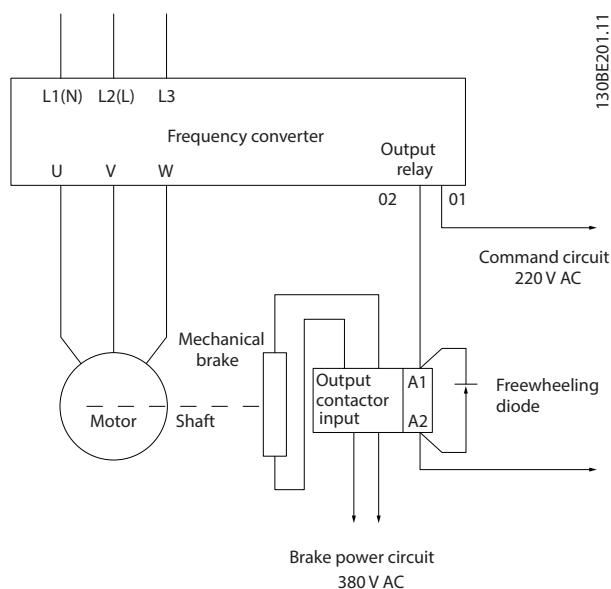 130BE201.11
L1(N) L2(L) L3
Frequency converter
U V W
Output
relay
02 01
Command circuit
220 V AC
Mechanical
brake
Output
contactor
input
A1
A2
Freewheeling
diode
Motor
Shaft
Brake power circuit
380 V AC